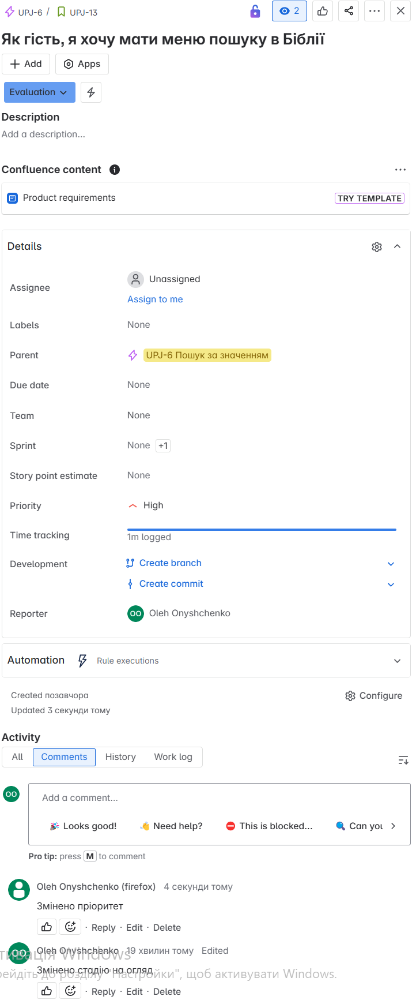 UPJ-6 / UPJ-13 2
Як гість, я хочу мати меню пошуку в Біблії
Add Apps
Evaluation
Description
Add a description...
Confluence content
Product requirements TRY TEMPLATE
Details
Assignee Unassigned
Assign to me
Labels None
Parent UPJ-6 Пошук за значенням
Due date None
Team None
Sprint None +1
Story point estimate None
Priority High
Time tracking 1m logged
Development Create branch
Create commit
Reporter OO Oleh Onyshchenko
Automation Rule executions
Created позавчора Configure
Updated 3 секунди тому
Activity
All Comments History Work log
OO Add a comment...
Looks good! Need help? This is blocked... Can you
Pro tip: press M to comment
Oleh Onyshchenko (firefox) 4 секунди тому
Змінено пріоритет
· Reply · Edit · Delete
OO Oleh Onyshchenko 19 хвилин тому Edited
Windows
Змінено стадію на огляд
до розділу "Настройки", щоб активувати Windows.
· Reply · Edit · Delete